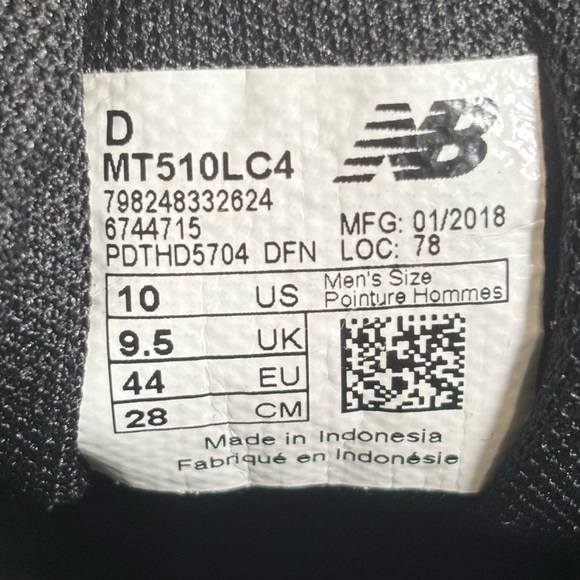 D
NB
MT510LC4
798248332624
6744715
MFG: 01/2018
PDTHD5704 DFN LOC: 78
10 US Men's Size
Pointure Hommes
9.5 UK
44 EU
28 CM
Made in Indonesia
Fabriqué en Indonésie